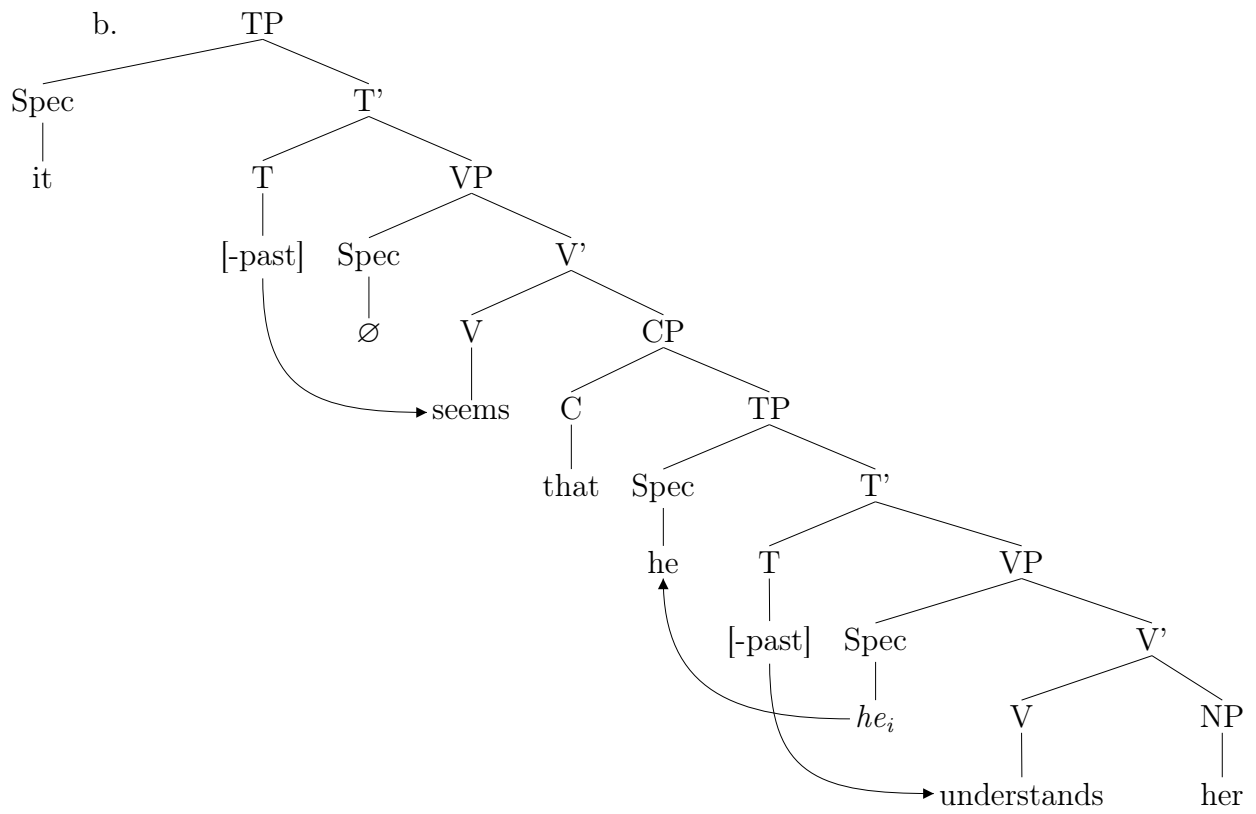 b. TP
Spec T'
it T VP
[-past] Spec V'
∅ V CP
seems C TP
that Spec T'
he T VP
[-past] Spec V'
he_i V NP
understands her